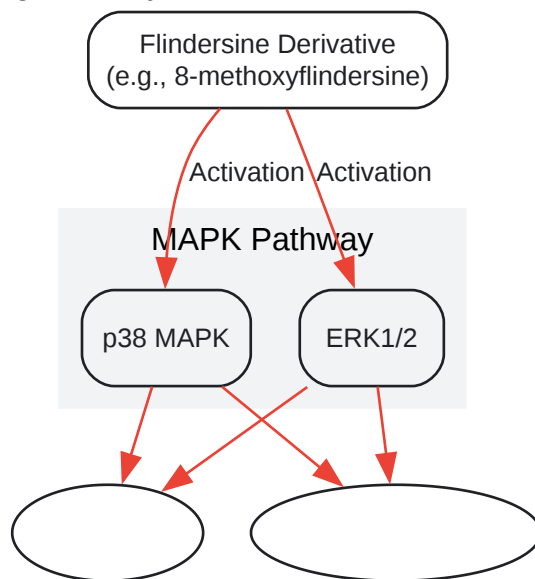 Flindersine Derivative
(e.g., 8-methoxyflindersine)
Activation Activation
MAPK Pathway
p38 MAPK
ERK1/2